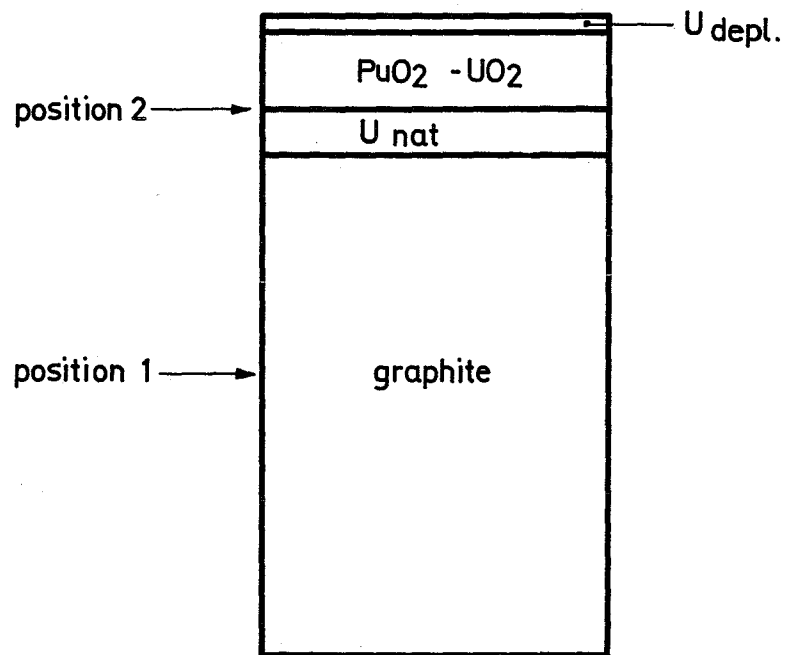 U depl.
PuO2 - UO2
position 2
U nat
position 1
graphite